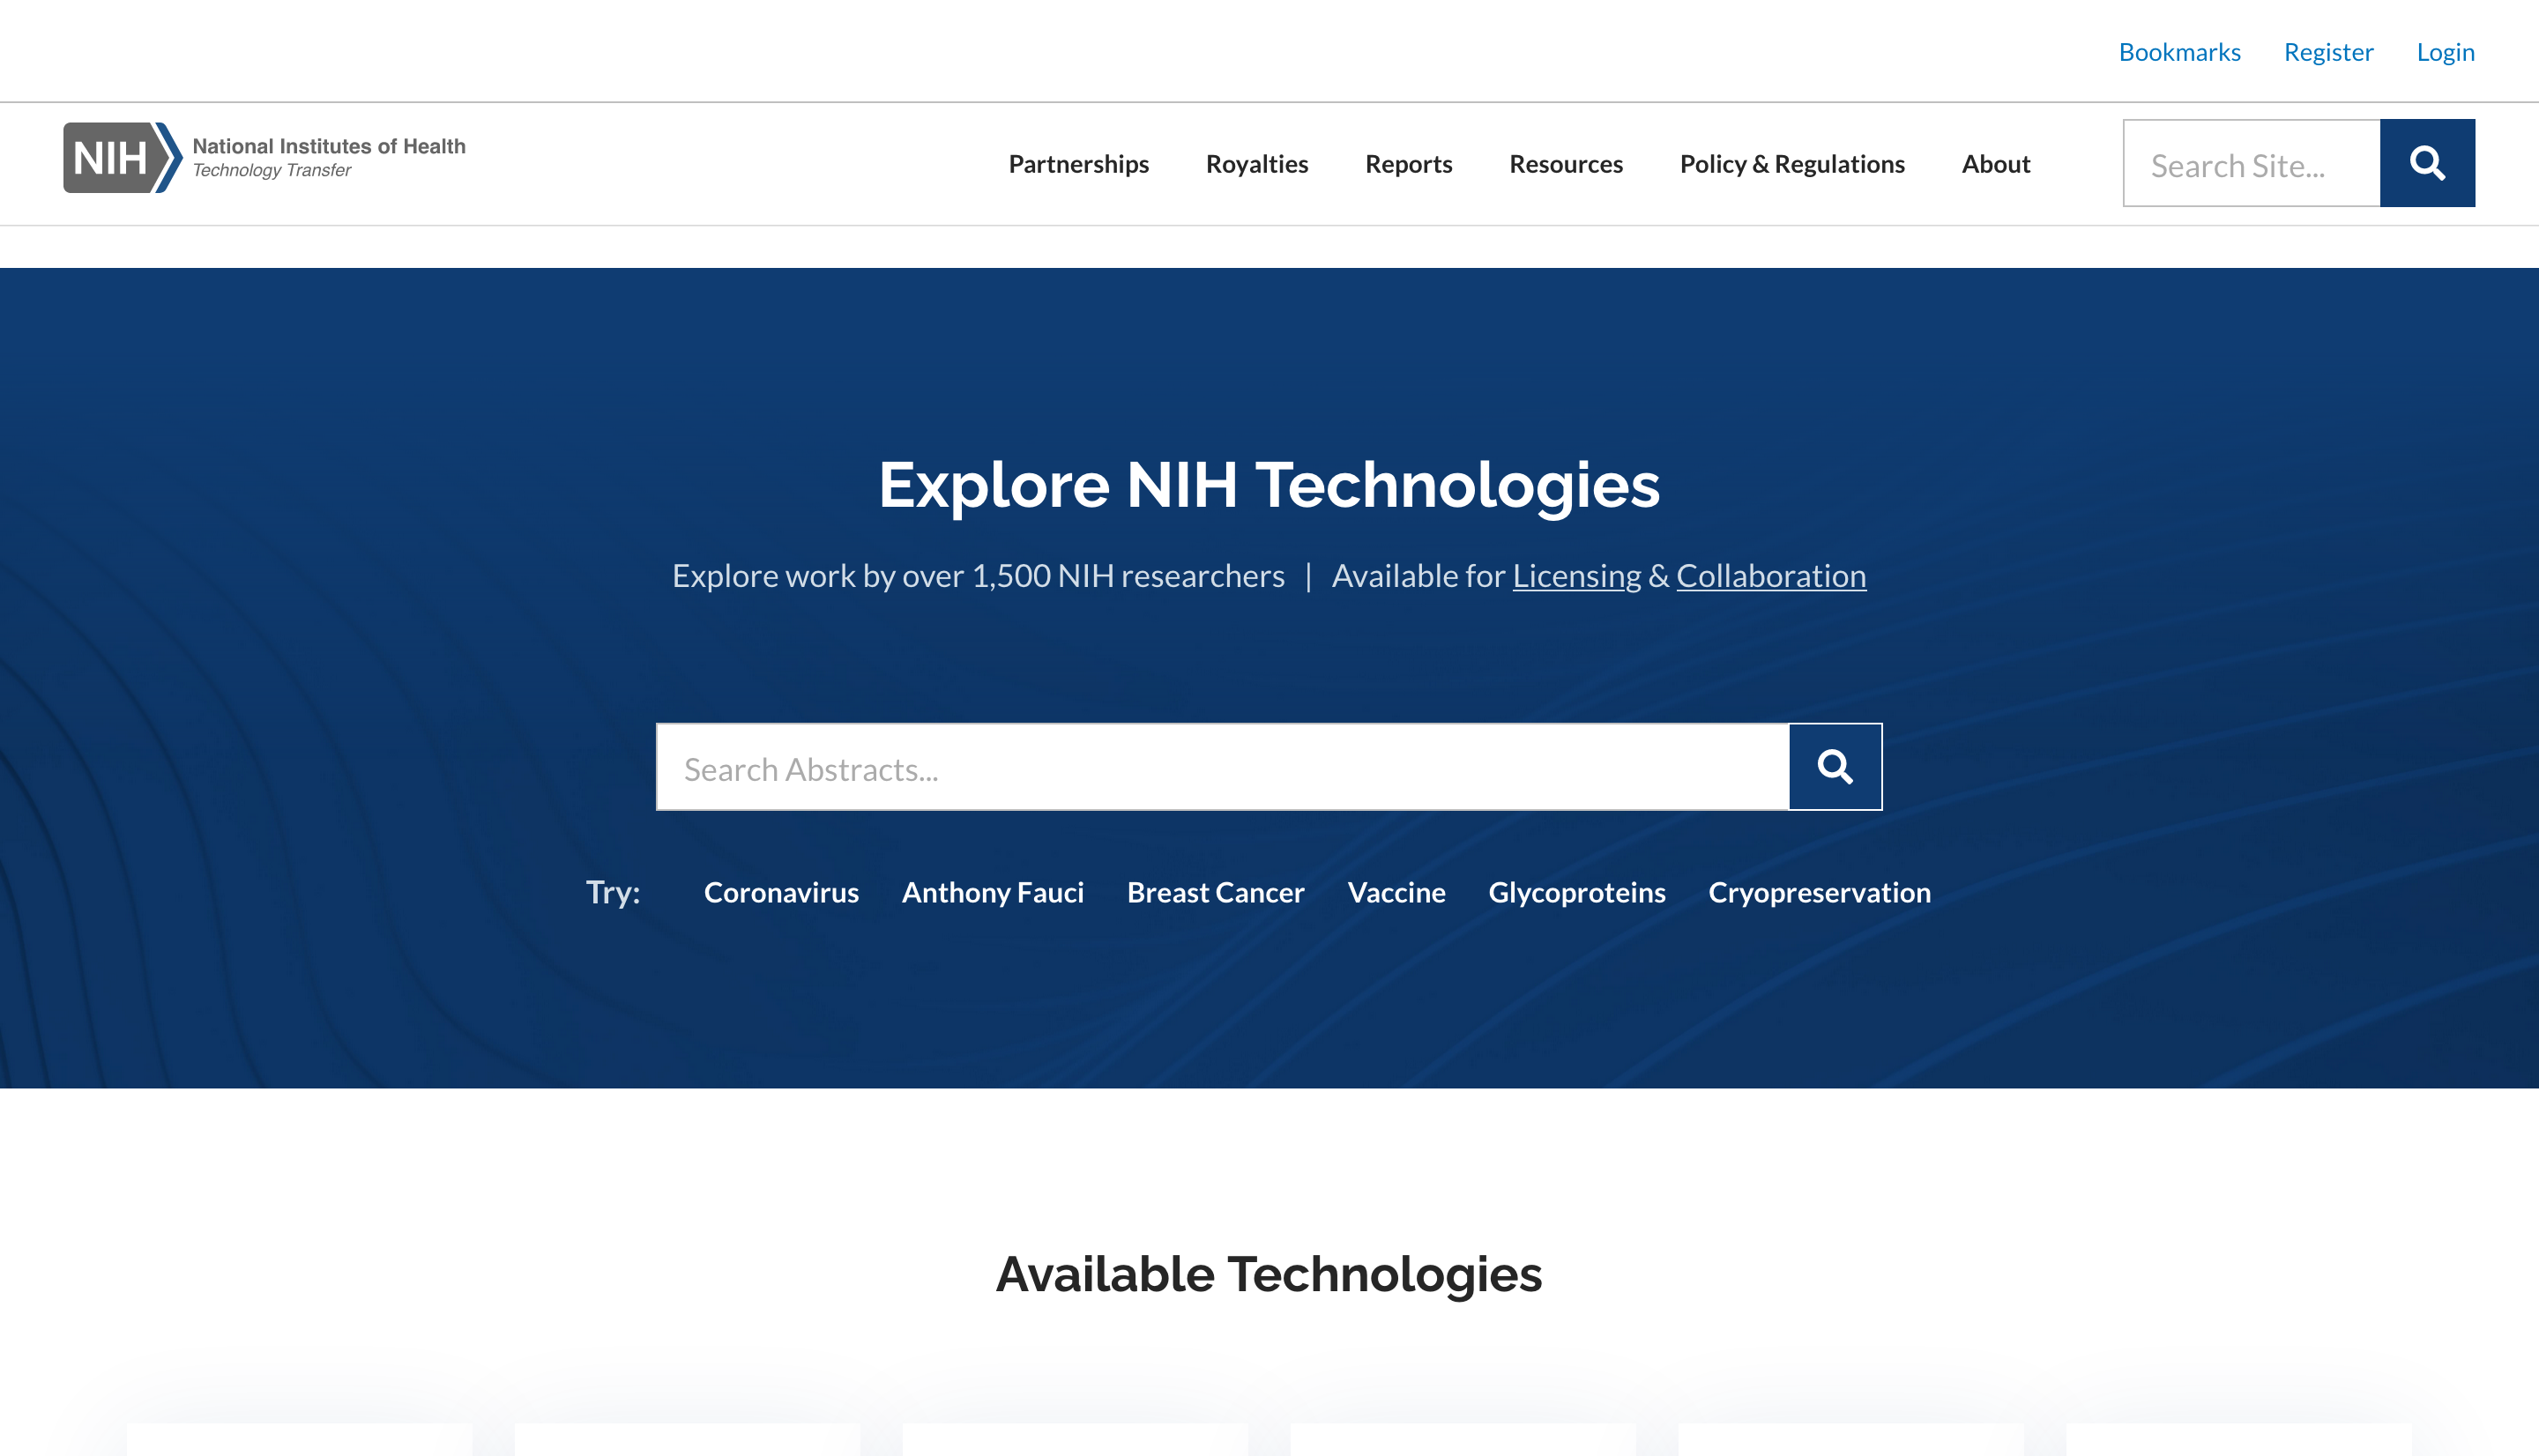 Bookmarks Register Login
NIH National Institutes of Health
Technology Transfer
Partnerships Royalties Reports Resources Policy & Regulations About Search Site...
Explore NIH Technologies
Explore work by over 1,500 NIH researchers | Available for Licensing & Collaboration
Search Abstracts...
Try: Coronavirus Anthony Fauci Breast Cancer Vaccine Glycoproteins Cryopreservation
Available Technologies